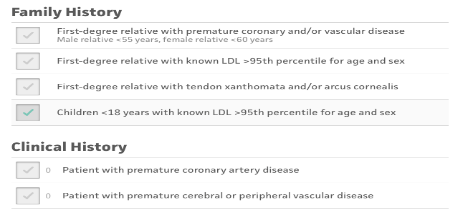 Family History
First-degree relative with premature coronary and/or vascular disease
Male relative <55 years, female relative <60 years
First-degree relative with known LDL >95th percentile for age and sex
First-degree relative with tendon xanthomata and/or arcus cornealis
Children <18 years with known LDL >95th percentile for age and sex
Clinical History
0 Patient with premature coronary artery disease
0 Patient with premature cerebral or peripheral vascular disease